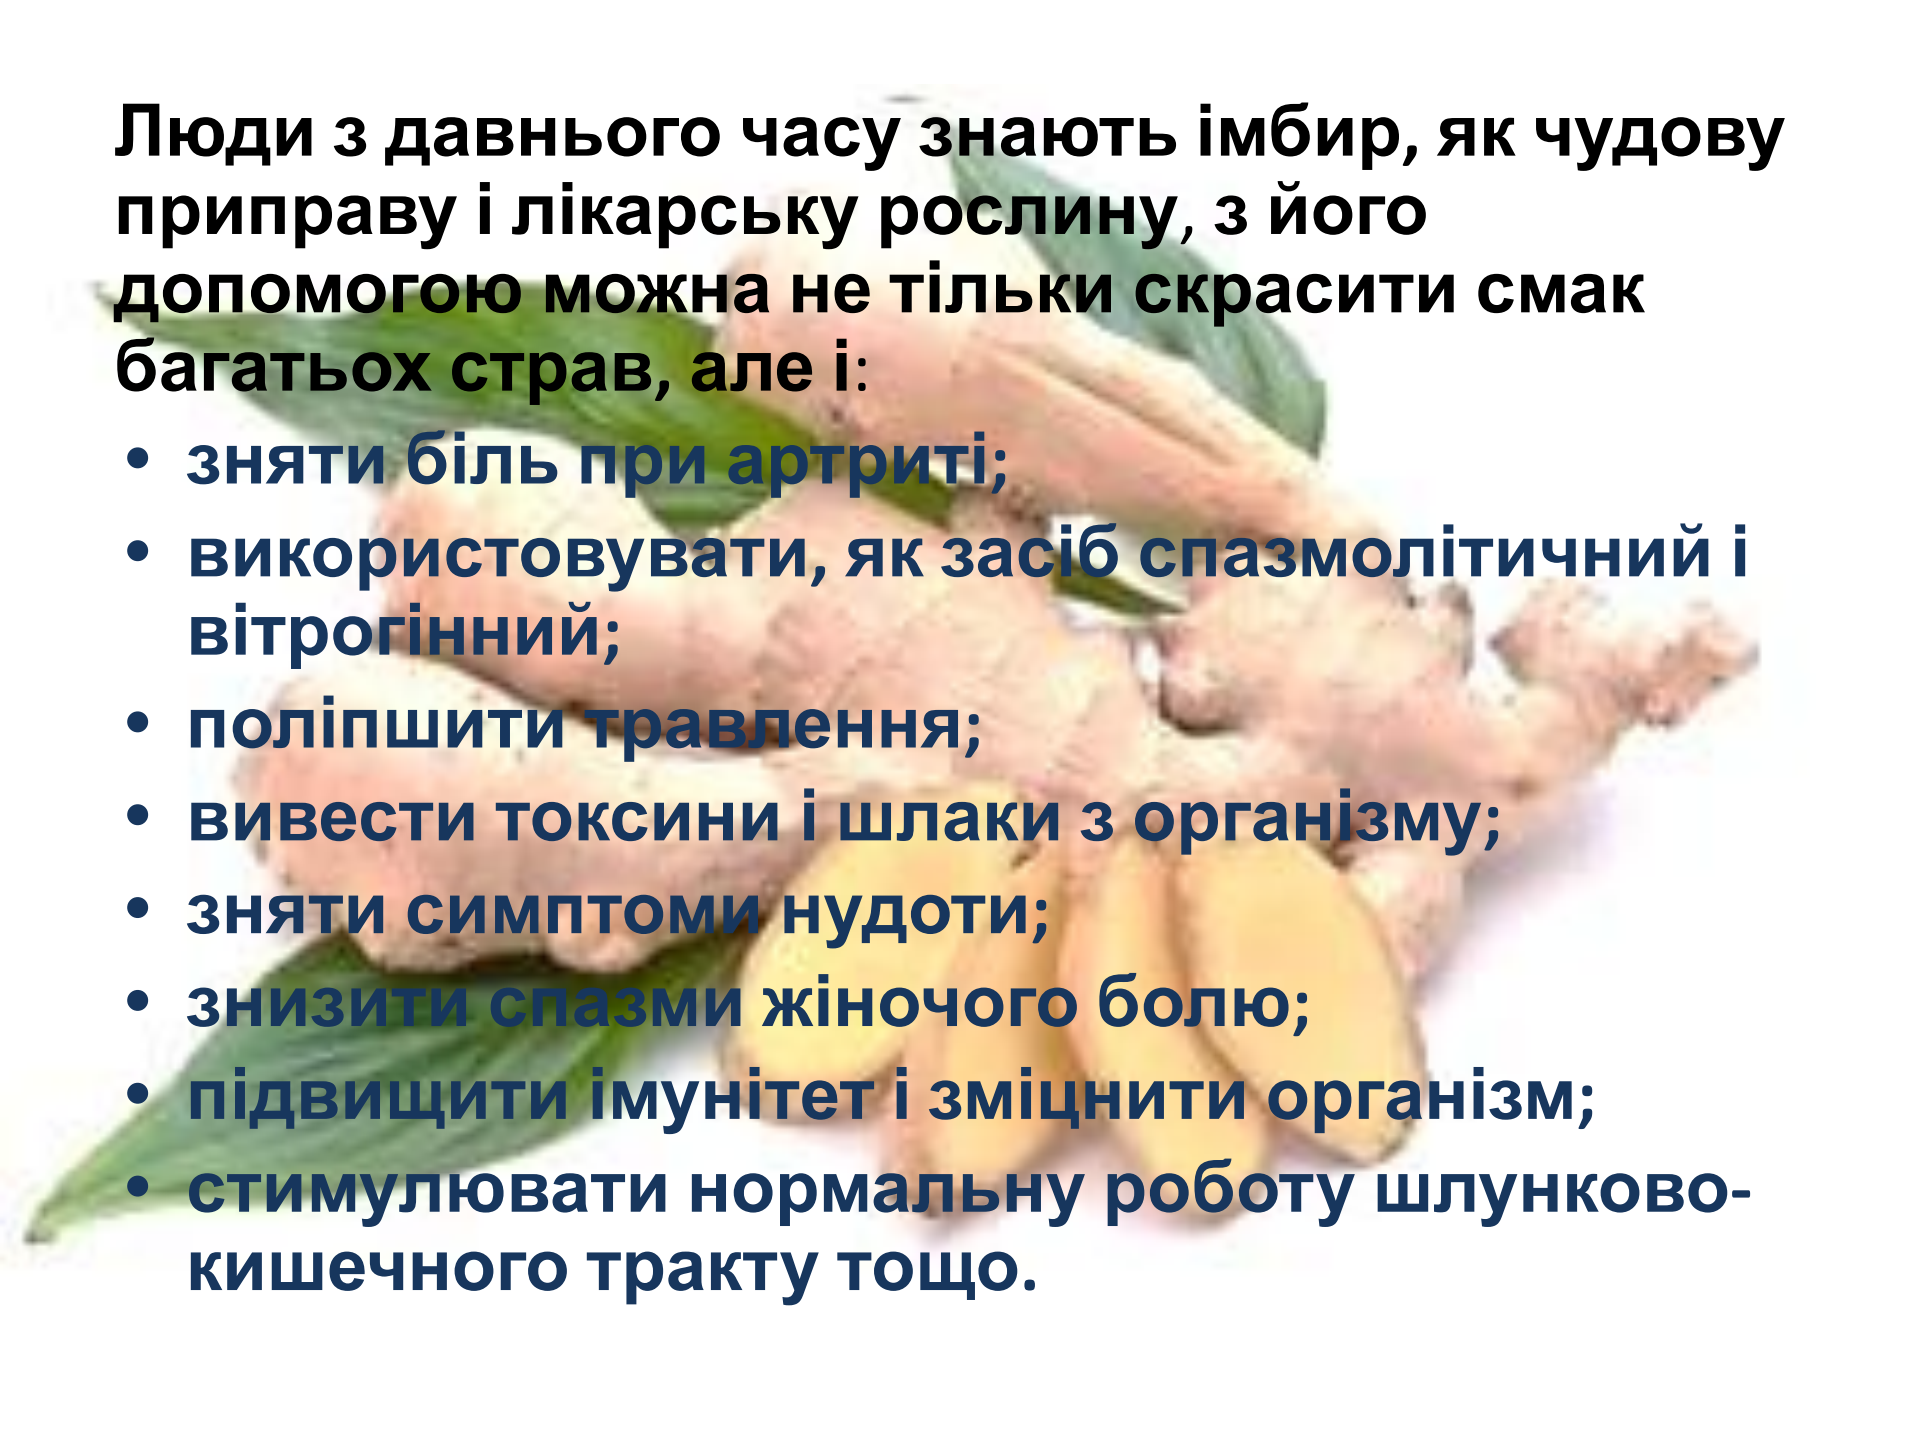 Люди з давнього часу знають імбир, як чудову
приправу і лікарську рослину, з його
допомогою можна не тільки скрасити смак
багатьох страв, але і:
• зняти біль при артриті;
• використовувати, як засіб спазмолітичний і
вітрогінний;
• поліпшити травлення;
• вивести токсини і шлаки з організму;
• зняти симптоми нудоти;
• знизити спазми жіночого болю;
• підвищити імунітет і зміцнити організм;
• стимулювати нормальну роботу шлунково-
кишечного тракту тощо.